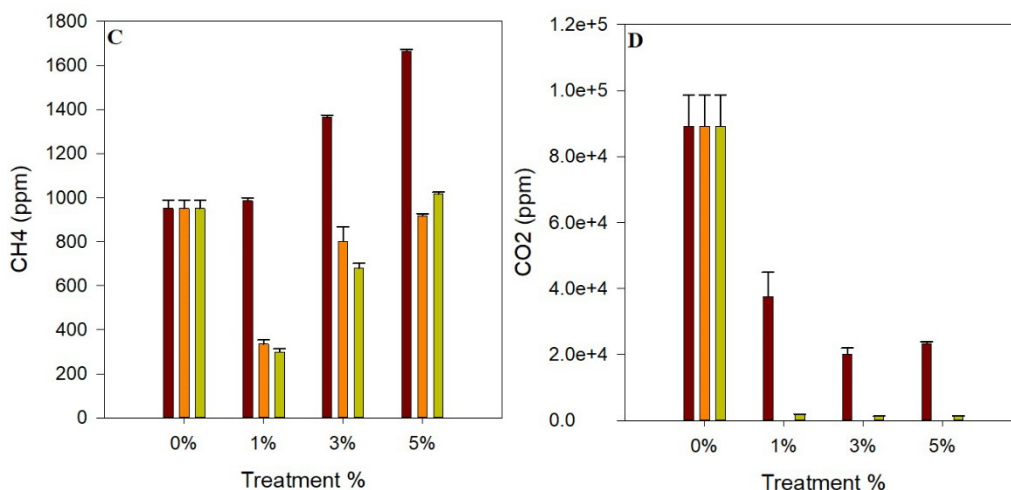 C
CH4 (ppm)
1800
1600
1400
1200
1000
800
600
400
200
0
0% 1% 3% 5%
Treatment %
D
CO2 (ppm)
1.2e+5
1.0e+5
8.0e+4
6.0e+4
4.0e+4
2.0e+4
0.0
0% 1% 3% 5%
Treatment %